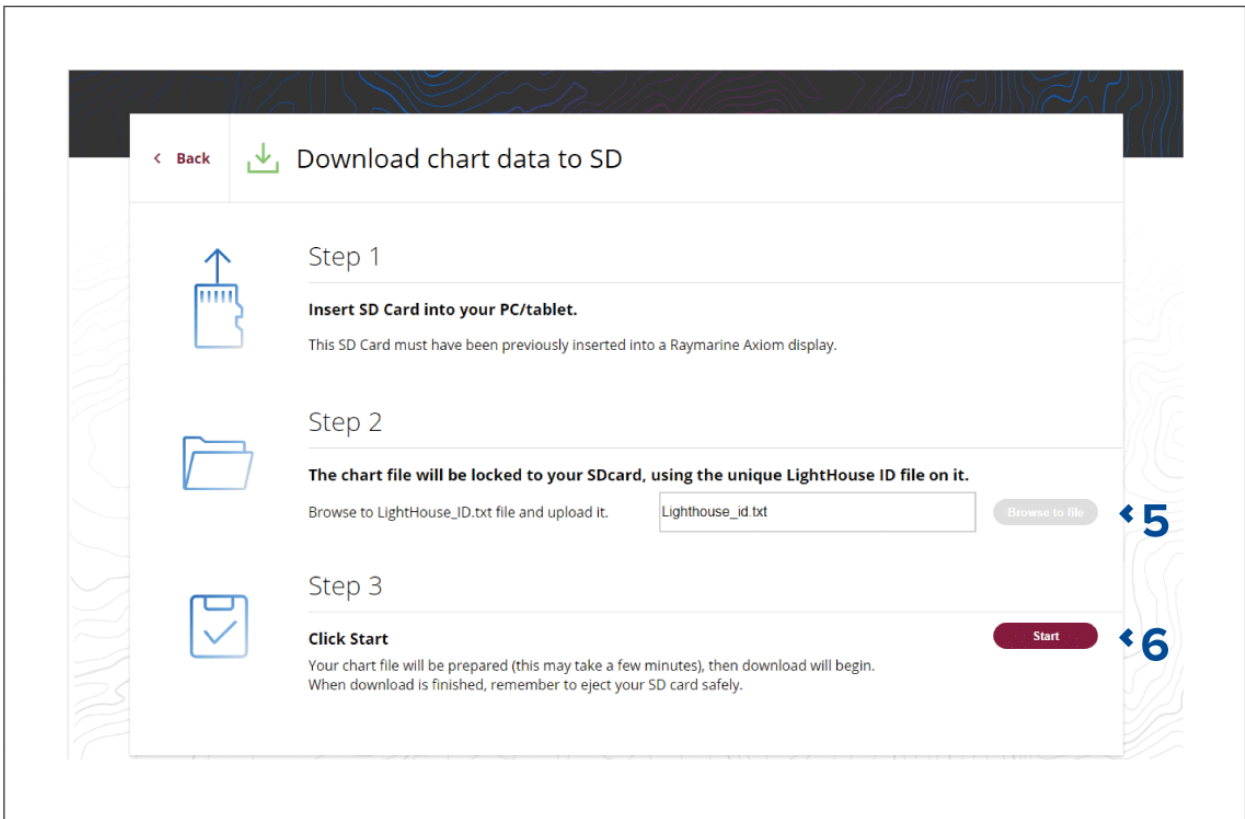 Back
Download chart data to SD
Step 1
Insert SD Card into your PC/tablet.
This SD Card must have been previously inserted into a Raymarine Axiom display.
Step 2
The chart file will be locked to your SDcard, using the unique LightHouse ID file on it.
Browse to LightHouse_ID.txt file and upload it.
Lighthouse_id.txt
Browse to file
5
Step 3
Click Start
Start
6
Your chart file will be prepared (this may take a few minutes), then download will begin.
When download is finished, remember to eject your SD card safely.